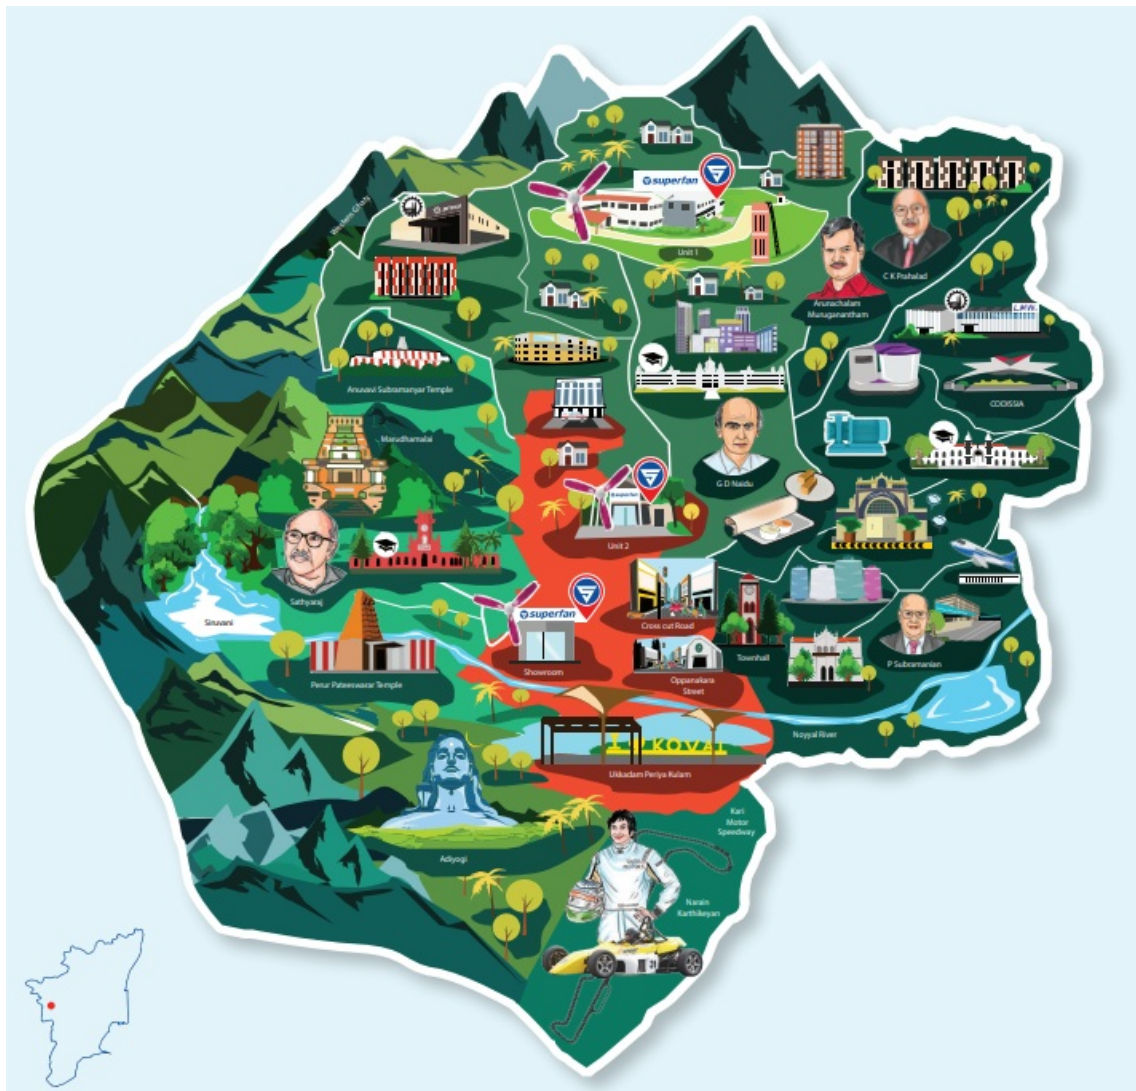 Western Ghats
superfan
Unit 1
C K Prahalad
Arunachalam
Muruganantham
LMW
CODISSIA
Anuvavi Subramanyar Temple
Marudhamalai
G D Naidu
superfan
Unit 2
Sathyaraj
Siruvani
superfan
Showroom
Cross cut Road
Townhall
Oppanakara
Street
P Subramanian
Perur Pateeswarar Temple
Noyyal River
KOVAI
Ukkadam Periya Kulam
Kari
Motor
Speedway
Adiyogi
Narain
Karthikeyan